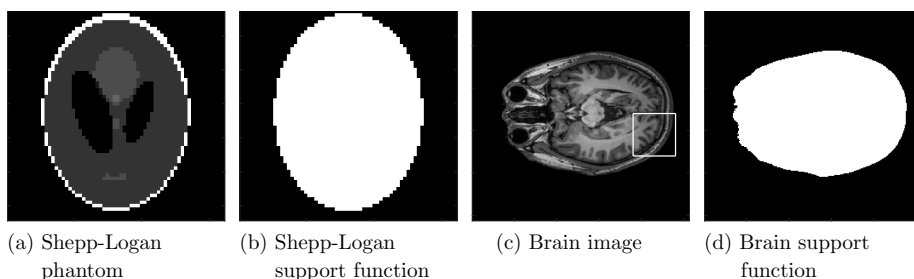 (a) Shepp-Logan
phantom
(b) Shepp-Logan
support function
(c) Brain image
(d) Brain support
function